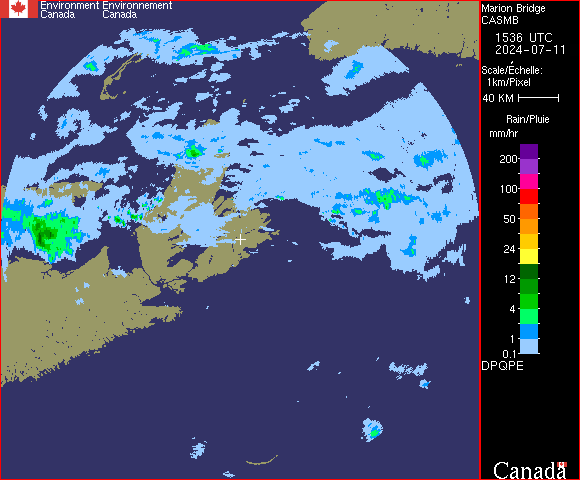 Environment Environnement
Canada Canada
Marion Bridge
CASMB
1536 UTC
2024-07-11
Scale/Échelle:
1km/Pixel
40 KM
Rain/Pluie
mm/hr
200
100
50
24
12
4
1
0.1
DPQPE
Canada